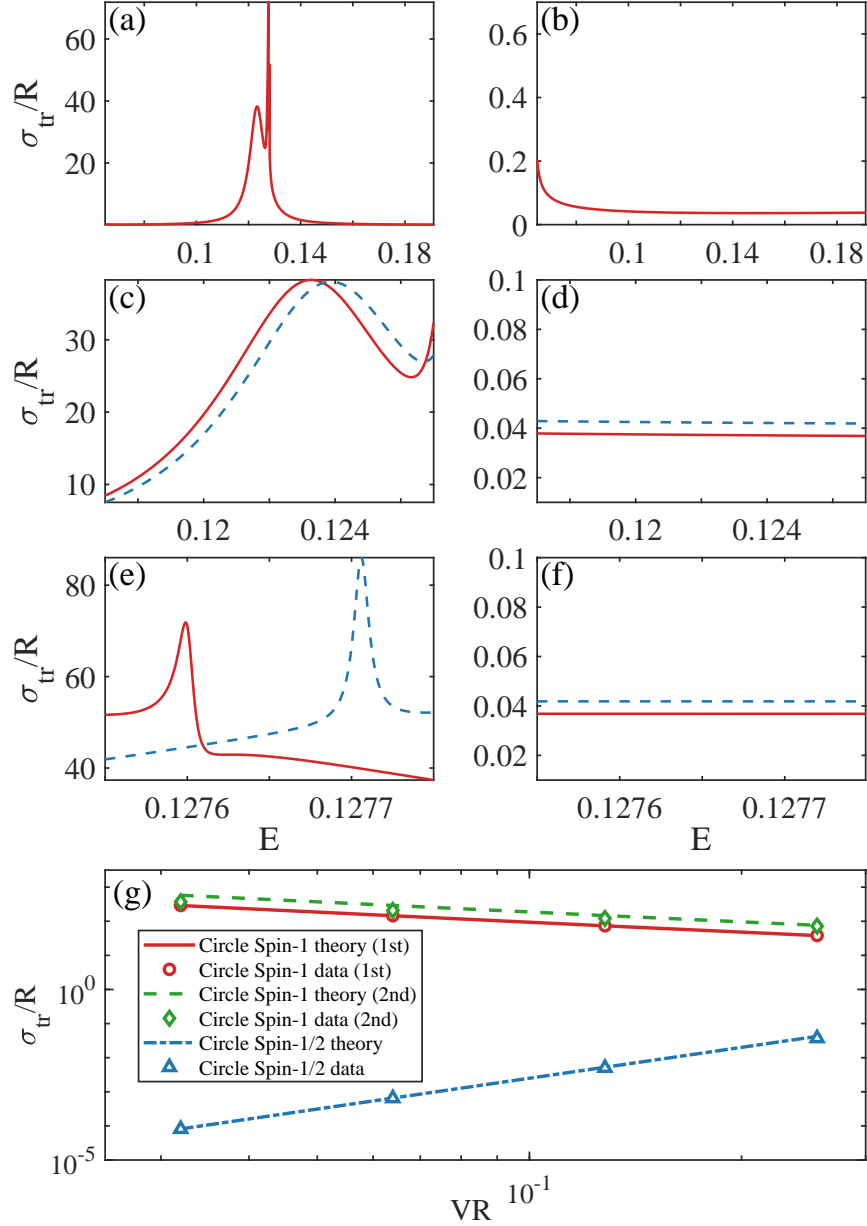 (a)
60
40
20
σtr/R
0.1 0.14 0.18
(b)
0.6
0.4
0.2
0
0.1 0.14 0.18
(c)
30
20
10
σtr/R
0.12 0.124
(d)
0.1
0.08
0.06
0.04
0.02
0.12 0.124
(e)
80
60
40
σtr/R
0.1276 0.1277
E
(f)
0.1
0.08
0.06
0.04
0.02
0.1276 0.1277
E
(g)
10^0
10^-5
σtr/R
Circle Spin-1 theory (1st)
Circle Spin-1 data (1st)
Circle Spin-1 theory (2nd)
Circle Spin-1 data (2nd)
Circle Spin-1/2 theory
Circle Spin-1/2 data
10^-1
VR